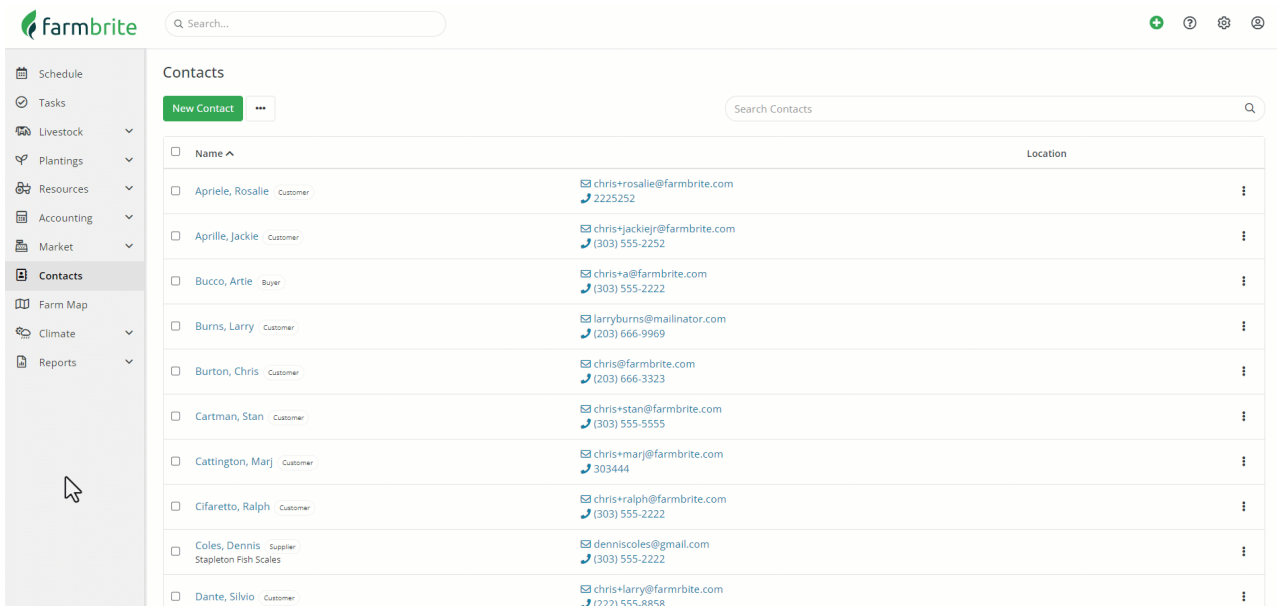 farmbrite
Search...
Schedule
Tasks
Livestock
Plantings
Resources
Accounting
Market
Contacts
Farm Map
Climate
Reports
Contacts
New Contact
Search Contacts
Name Location
Apriele, Rosalie Customer
chris+rosalie@farmbrite.com
2225252
Aprille, Jackie Customer
chris+jackiejr@farmbrite.com
(303) 555-2252
Bucco, Artie Buyer
chris+a@farmbrite.com
(303) 555-2222
Burns, Larry Customer
larryburns@mailinator.com
(203) 666-9969
Burton, Chris Customer
chris@farmbrite.com
(203) 666-3323
Cartman, Stan Customer
chris+stan@farmbrite.com
(303) 555-5555
Cattington, Marj Customer
chris+marj@farmbrite.com
303444
Cifaretto, Ralph Customer
chris+ralph@farmbrite.com
(303) 555-2222
Coles, Dennis Supplier
Stapleton Fish Scales
denniscoles@gmail.com
(303) 555-2222
Dante, Silvio Customer
chris+larry@farmrbite.com
(222) 555-8858